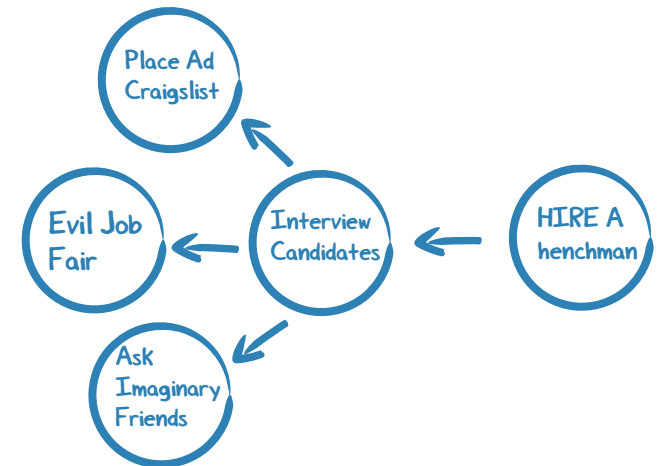 Place Ad
Craigslist
Evil Job
Fair
Interview
Candidates
HIRE A
henchman
Ask
Imaginary
Friends